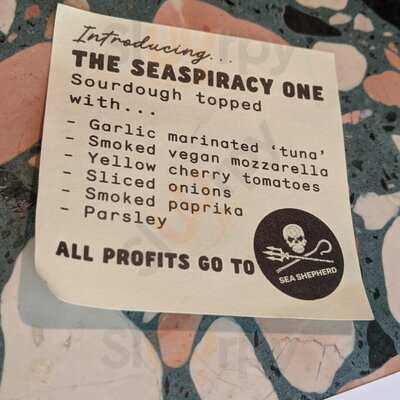 Introducing...
THE SEASPIRACY ONE
Sourdough topped
with...
- Garlic marinated ‘tuna’
- Smoked vegan mozzarella
- Yellow cherry tomatoes
- Sliced onions
- Smoked paprika
- Parsley
ALL PROFITS GO TO
SEA SHEPHERD